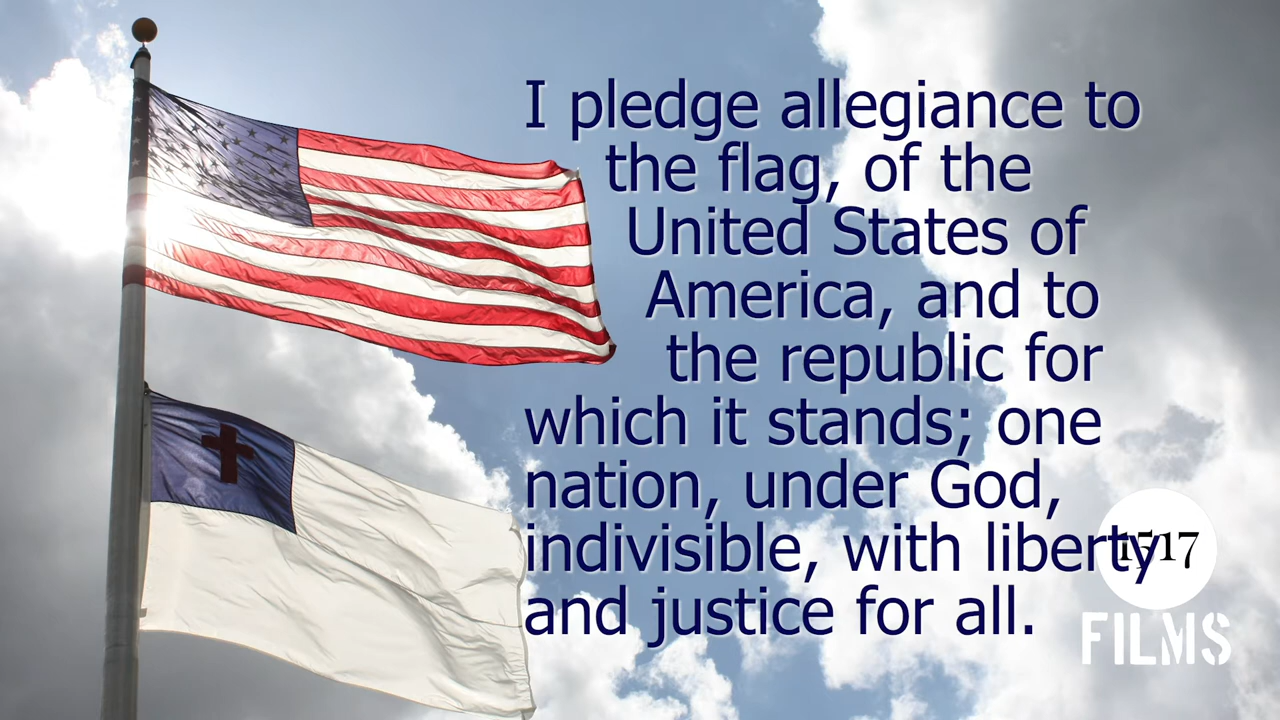 I pledge allegiance to
the flag, of the
United States of
America, and to
the republic for
which it stands; one
nation, under God,
indivisible, with liberty
and justice for all.
1517
FILMS